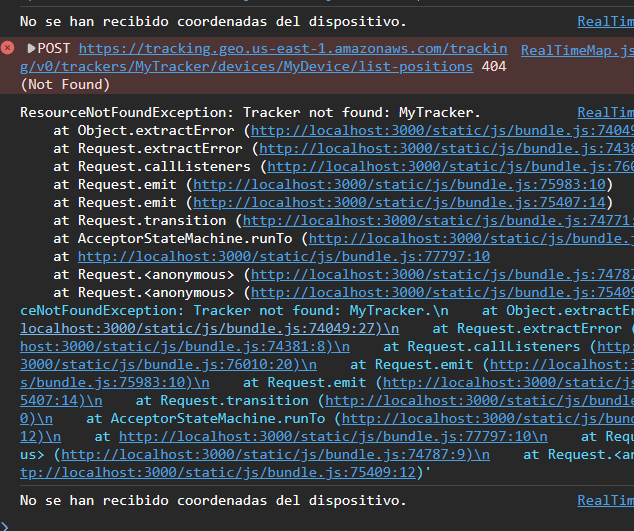 No se han recibido coordenadas del dispositivo. RealTim
POST https://tracking.geo.us-east-1.amazonaws.com/trackin RealTimeMap.js
g/v0/trackers/MyTracker/devices/MyDevice/list-positions 404
(Not Found)
ResourceNotFoundException: Tracker not found: MyTracker. RealTim
at Object.extractError (http://localhost:3000/static/js/bundle.js:74049
at Request.extractError (http://localhost:3000/static/js/bundle.js:7438
at Request.callListeners (http://localhost:3000/static/js/bundle.js:760
at Request.emit (http://localhost:3000/static/js/bundle.js:75983:10)
at Request.emit (http://localhost:3000/static/js/bundle.js:75407:14)
at Request.transition (http://localhost:3000/static/js/bundle.js:74771:
at AcceptorStateMachine.runTo (http://localhost:3000/static/js/bundle.j
at http://localhost:3000/static/js/bundle.js:77797:10
at Request.<anonymous> (http://localhost:3000/static/js/bundle.js:74787
at Request.<anonymous> (http://localhost:3000/static/js/bundle.js:75409
ceNotFoundException: Tracker not found: MyTracker.\n    at Object.extractEr
localhost:3000/static/js/bundle.js:74049:27)\n    at Request.extractError (
host:3000/static/js/bundle.js:74381:8)\n    at Request.callListeners (http:
3000/static/js/bundle.js:76010:20)\n    at Request.emit (http://localhost:3
s/bundle.js:75983:10)\n    at Request.emit (http://localhost:3000/static/js
5407:14)\n    at Request.transition (http://localhost:3000/static/js/bundle
0)\n    at AcceptorStateMachine.runTo (http://localhost:3000/static/js/bund
12)\n    at http://localhost:3000/static/js/bundle.js:77797:10\n    at Requ
us> (http://localhost:3000/static/js/bundle.js:74787:9)\n    at Request.<an
tp://localhost:3000/static/js/bundle.js:75409:12)'
No se han recibido coordenadas del dispositivo. RealTim